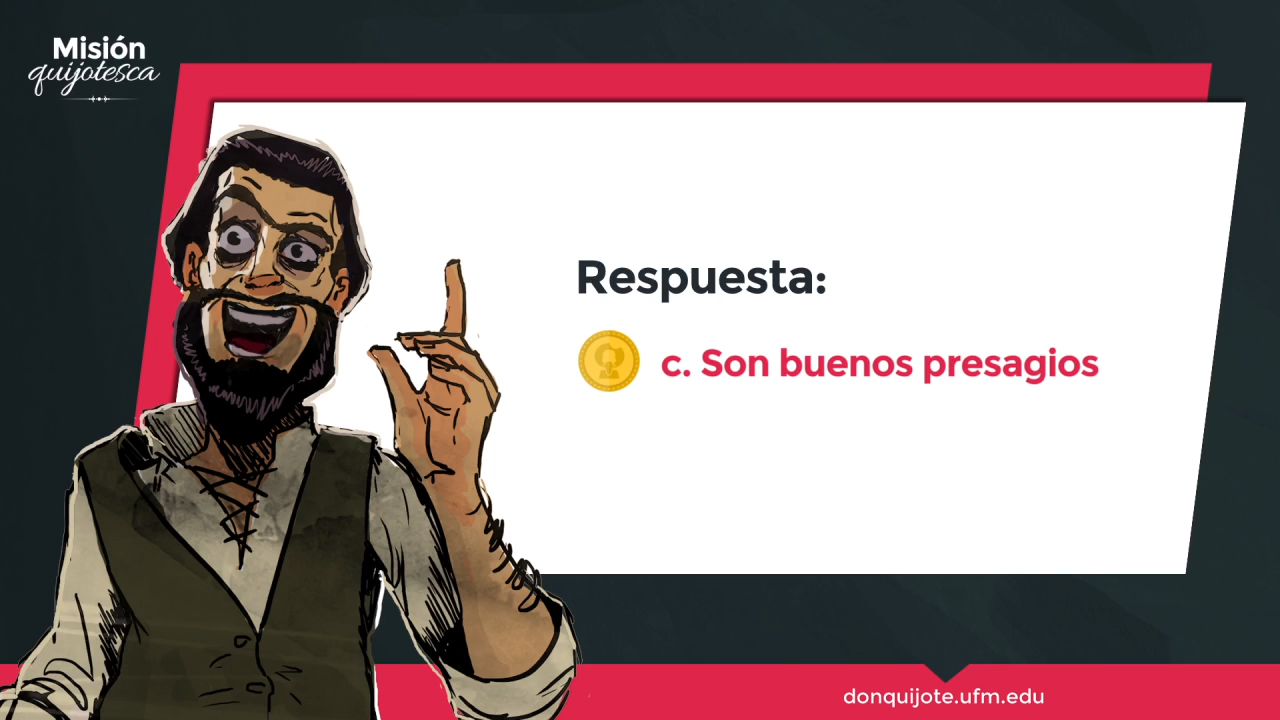 Misión
quijotesca
Respuesta:
c. Son buenos presagios
donquijote.ufm.edu